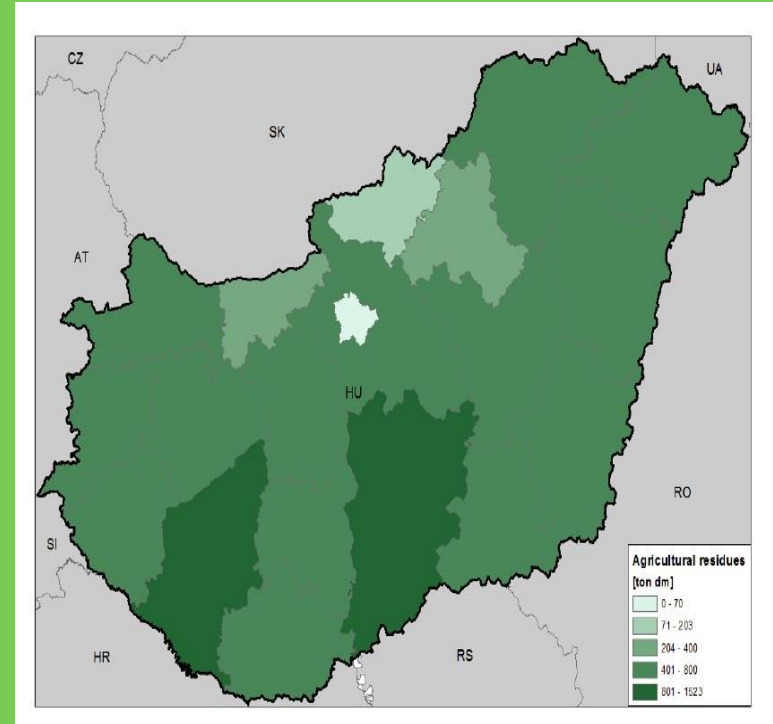 CZ
UA
SK
AT
HU
RO
SI
HR
RS
Agricultural residues
[ton dm]
0 - 70
71 - 203
204 - 400
401 - 800
801 - 1523